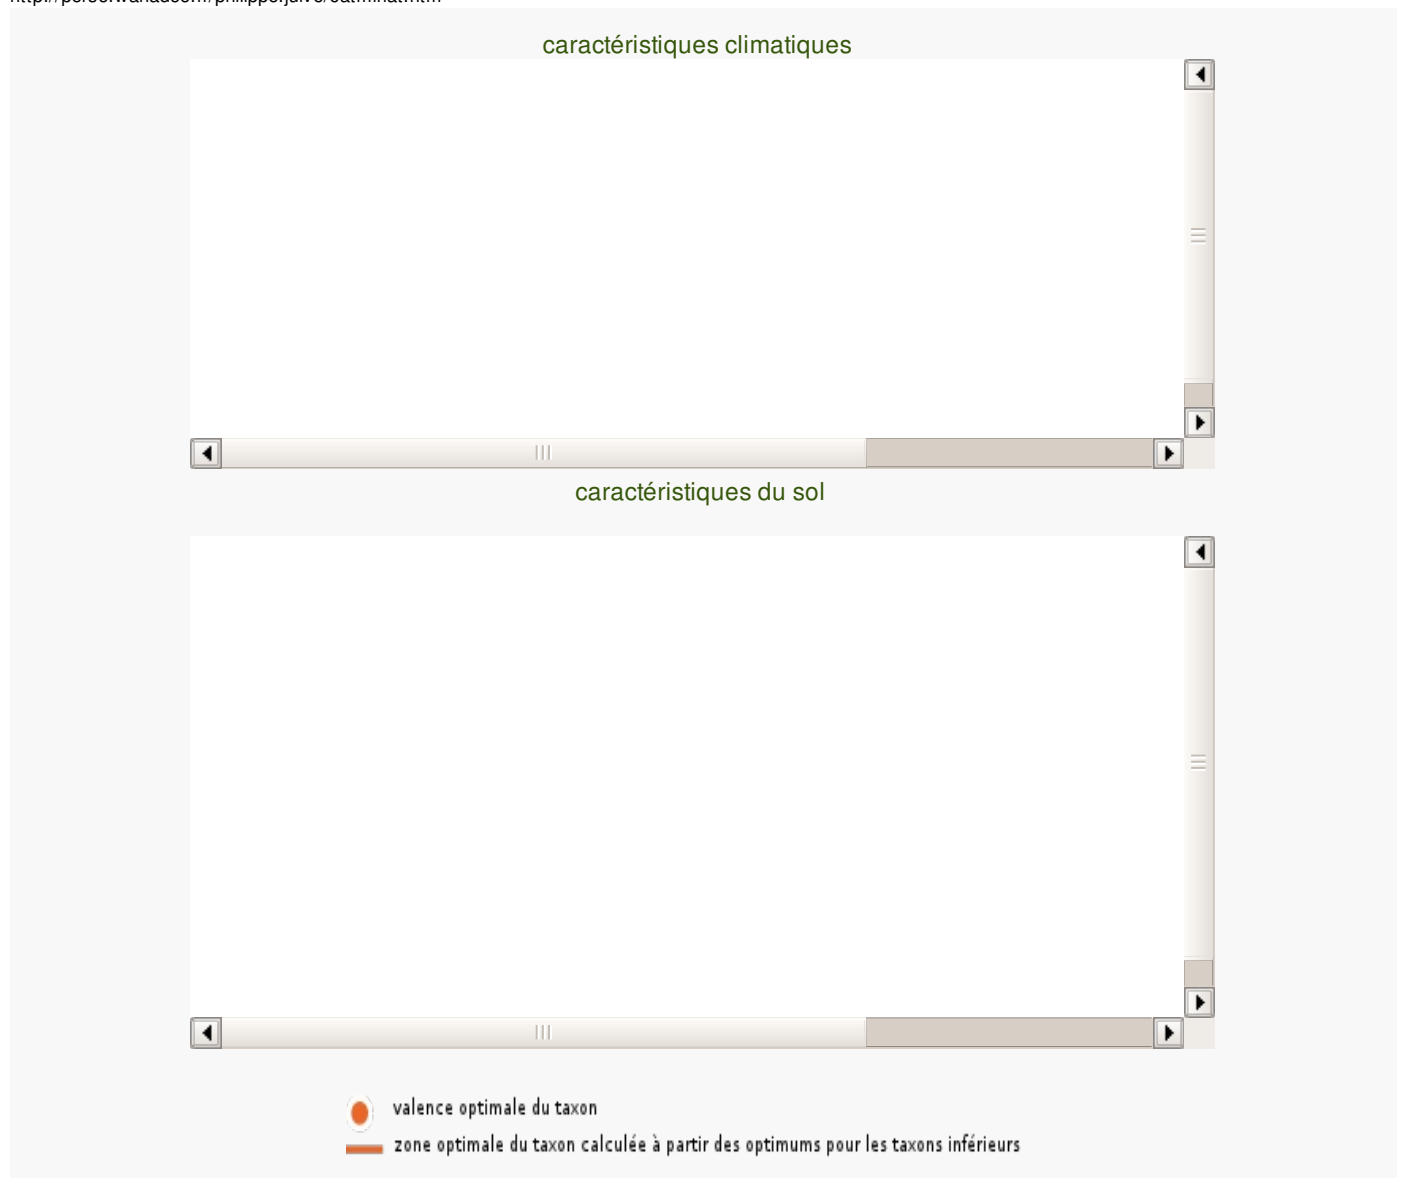 caractéristiques climatiques
caractéristiques du sol
valence optimale du taxon
zone optimale du taxon calculée à partir des optimums pour les taxons inférieurs